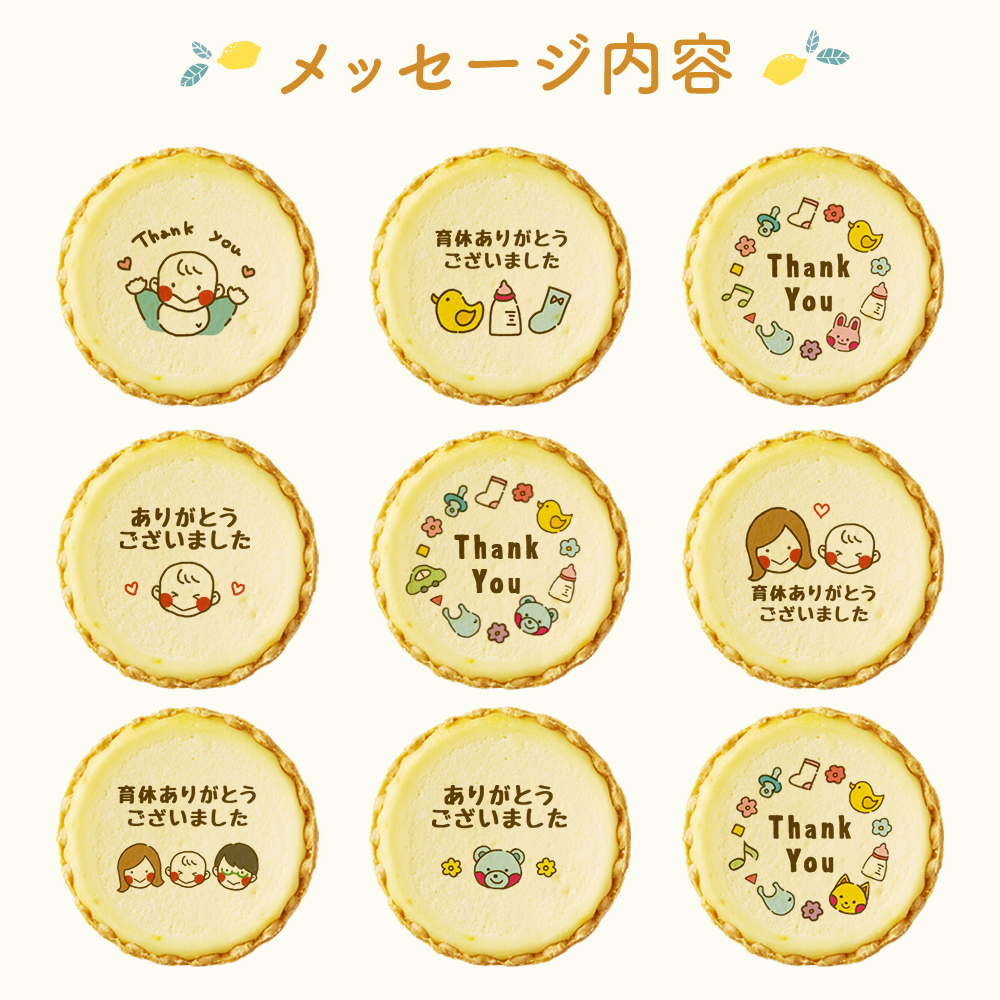 メッセージ内容
Thank you
育休ありがとう
ございました
Thank
You
ありがとう
ございました
Thank
You
育休ありがとう
ございました
育休ありがとう
ございました
ありがとう
ございました
Thank
You